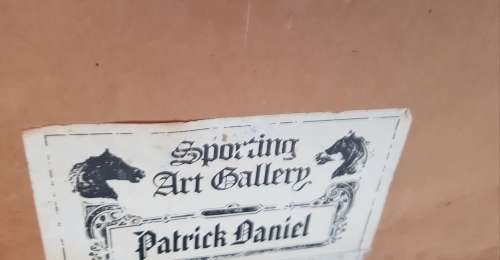 Sporting
Art Gallery
Patrick Daniel